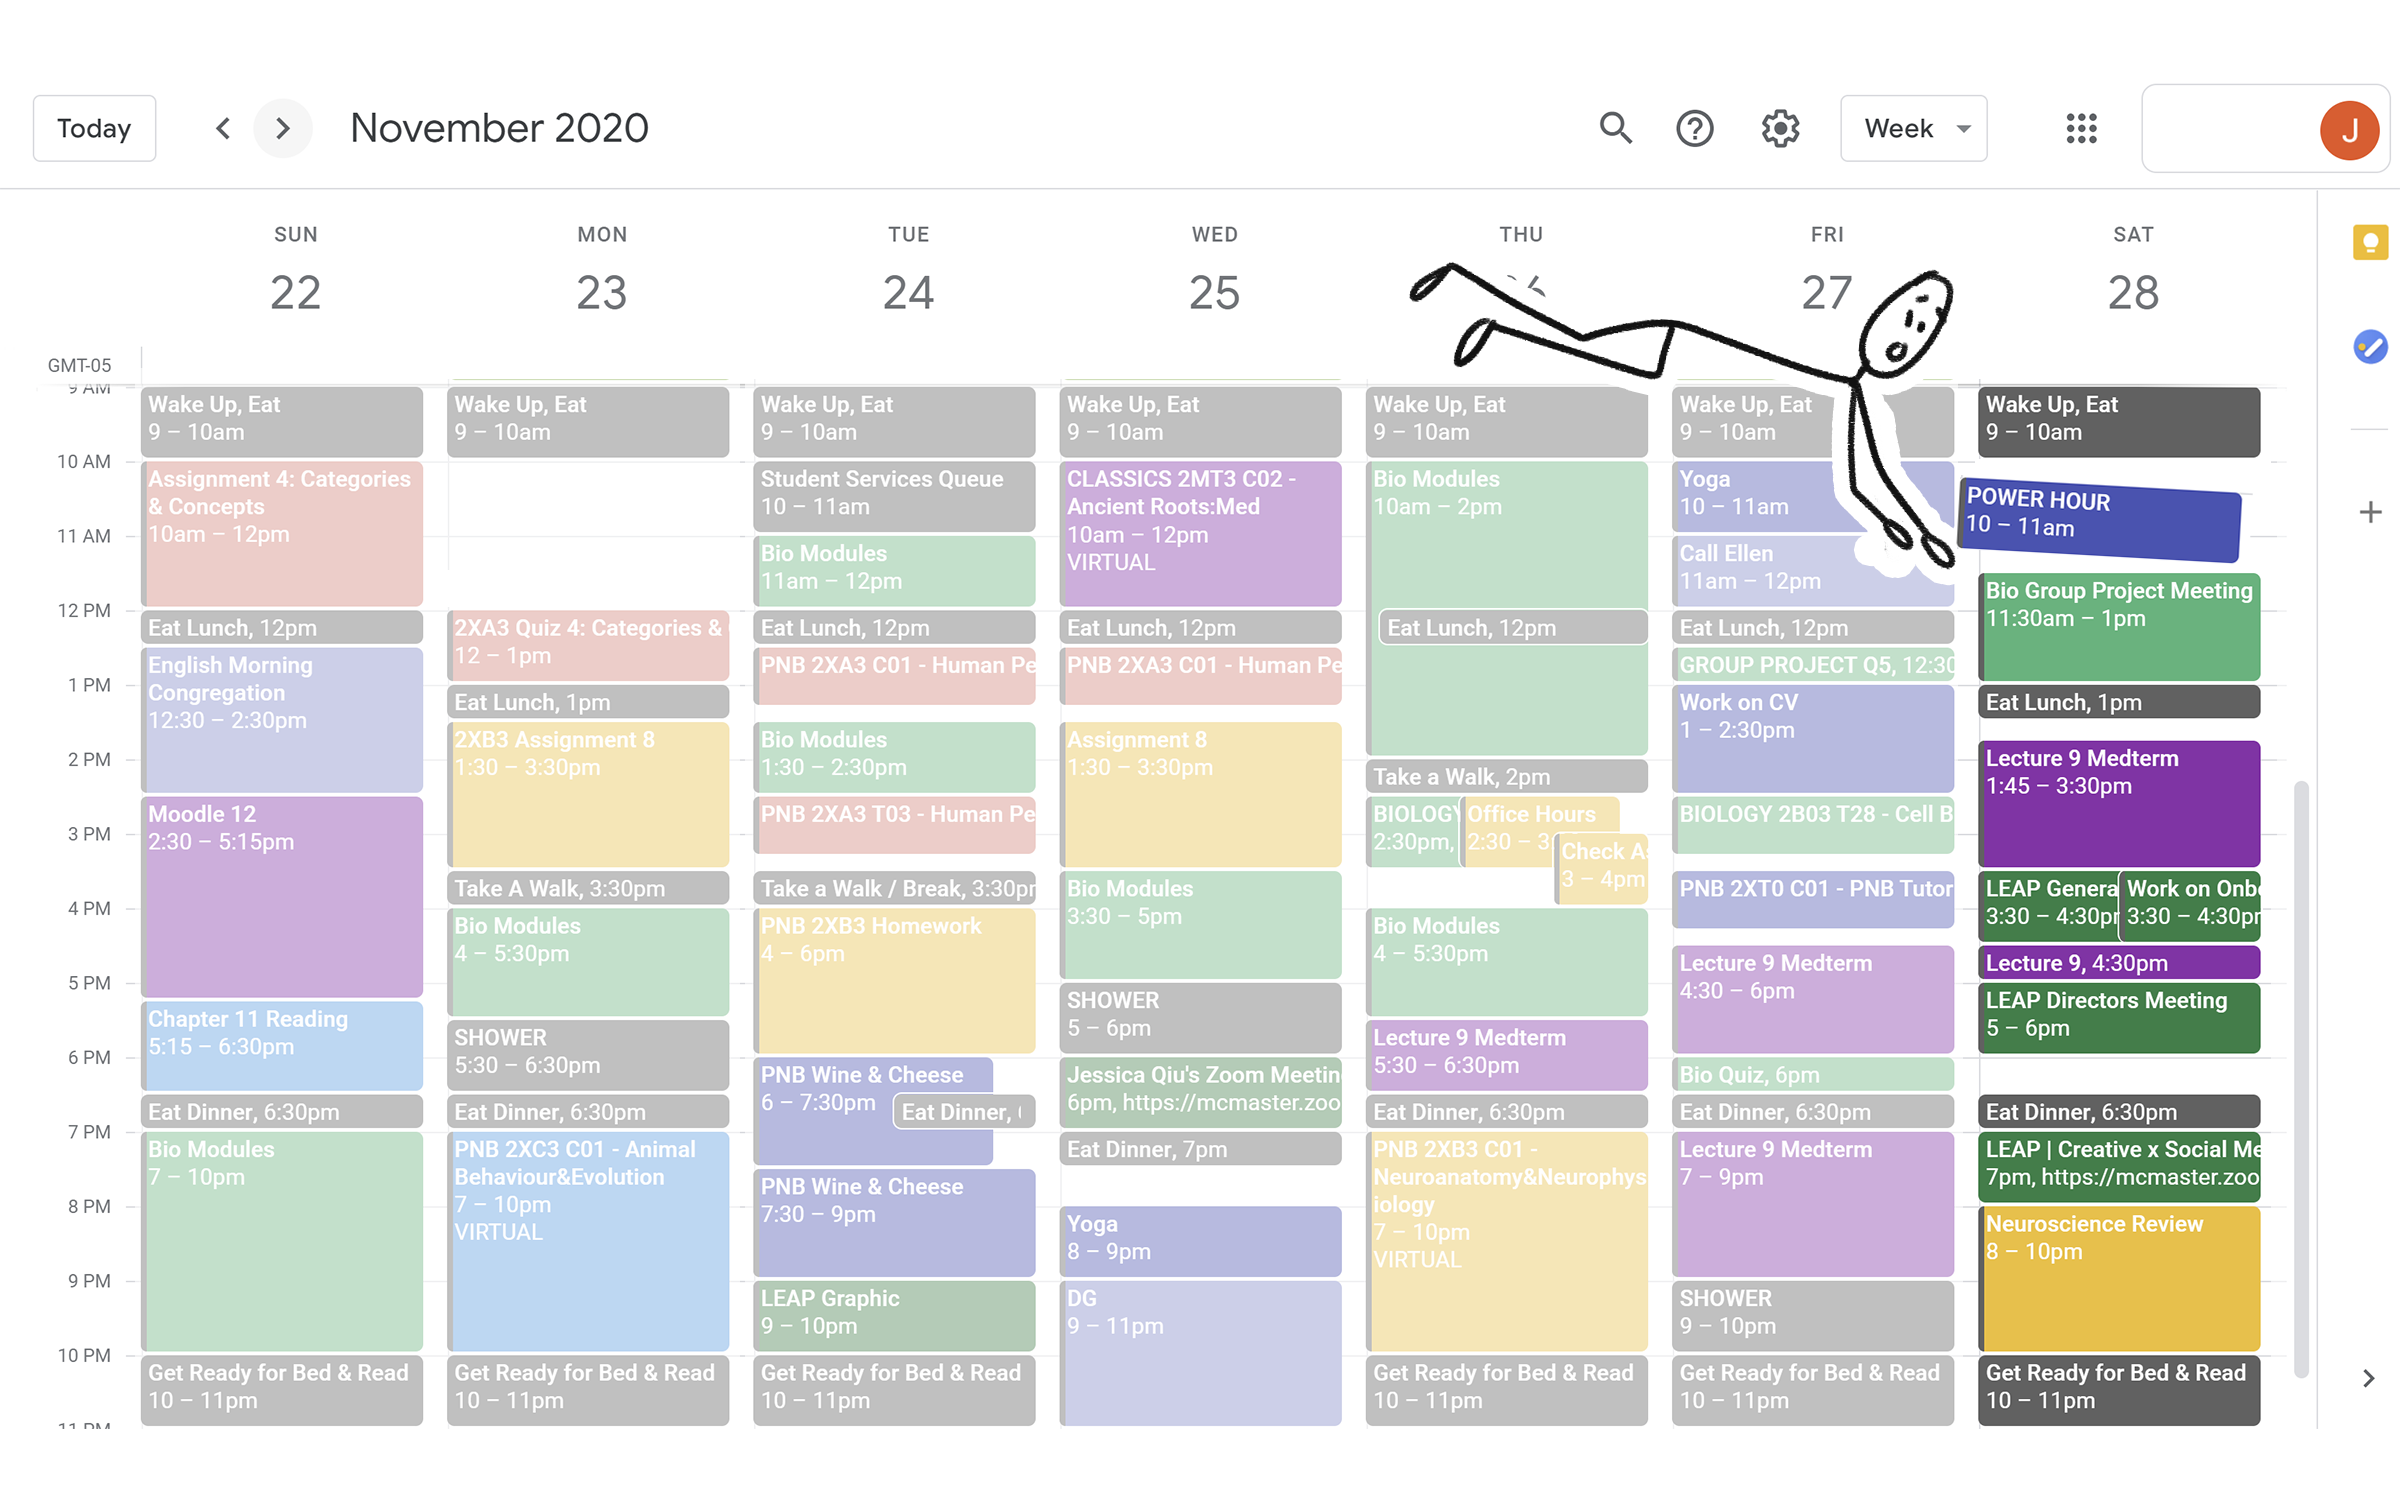 Today
November 2020
Week
J
SUN
MON
TUE
WED
THU
FRI
SAT
22
23
24
25
27
28
GMT-05
9 AM
10 AM
11 AM
12 PM
1 PM
2 PM
3 PM
4 PM
5 PM
6 PM
7 PM
8 PM
9 PM
10 PM
11 PM
Wake Up, Eat
9 – 10am
Assignment 4: Categories
& Concepts
10am – 12pm
Eat Lunch, 12pm
English Morning
Congregation
12:30 – 2:30pm
Moodle 12
2:30 – 5:15pm
Chapter 11 Reading
5:15 – 6:30pm
Eat Dinner, 6:30pm
Bio Modules
7 – 10pm
Get Ready for Bed & Read
10 – 11pm
Wake Up, Eat
9 – 10am
2XA3 Quiz 4: Categories &
12 – 1pm
Eat Lunch, 1pm
2XB3 Assignment 8
1:30 – 3:30pm
Take A Walk, 3:30pm
Bio Modules
4 – 5:30pm
SHOWER
5:30 – 6:30pm
Eat Dinner, 6:30pm
PNB 2XC3 C01 - Animal
Behaviour&Evolution
7 – 10pm
VIRTUAL
Get Ready for Bed & Read
10 – 11pm
Wake Up, Eat
9 – 10am
Student Services Queue
10 – 11am
Bio Modules
11am – 12pm
Eat Lunch, 12pm
PNB 2XA3 C01 - Human Pe
Bio Modules
1:30 – 2:30pm
PNB 2XA3 T03 - Human Pe
Take a Walk / Break, 3:30pr
PNB 2XB3 Homework
4 – 6pm
PNB Wine & Cheese
6 – 7:30pm
Eat Dinner,
PNB Wine & Cheese
7:30 – 9pm
LEAP Graphic
9 – 10pm
Get Ready for Bed & Read
10 – 11pm
Wake Up, Eat
9 – 10am
CLASSICS 2MT3 C02 -
Ancient Roots:Med
10am – 12pm
VIRTUAL
Eat Lunch, 12pm
PNB 2XA3 C01 - Human Pe
Assignment 8
1:30 – 3:30pm
Bio Modules
3:30 – 5pm
SHOWER
5 – 6pm
Jessica Qiu's Zoom Meetin
6pm, https://mcmaster.zoo
Eat Dinner, 7pm
Yoga
8 – 9pm
DG
9 – 11pm
Wake Up, Eat
9 – 10am
Bio Modules
10am – 2pm
Eat Lunch, 12pm
Take a Walk, 2pm
BIOLOGY
2:30pm,
Office Hours
2:30 – 3
Check As
3 – 4pm
Bio Modules
4 – 5:30pm
Lecture 9 Medterm
5:30 – 6:30pm
Eat Dinner, 6:30pm
PNB 2XB3 C01 -
Neuroanatomy&Neurophys
iology
7 – 10pm
VIRTUAL
Get Ready for Bed & Read
10 – 11pm
Wake Up, Eat
9 – 10am
Yoga
10 – 11am
Call Ellen
11am – 12pm
Eat Lunch, 12pm
GROUP PROJECT Q5, 12:30
Work on CV
1 – 2:30pm
BIOLOGY 2B03 T28 - Cell B
PNB 2XT0 C01 - PNB Tutor
Lecture 9 Medterm
4:30 – 6pm
Bio Quiz, 6pm
Eat Dinner, 6:30pm
Lecture 9 Medterm
7 – 9pm
SHOWER
9 – 10pm
Get Ready for Bed & Read
10 – 11pm
Wake Up, Eat
9 – 10am
POWER HOUR
10 – 11am
Bio Group Project Meeting
11:30am – 1pm
Eat Lunch, 1pm
Lecture 9 Medterm
1:45 – 3:30pm
LEAP Genera
3:30 – 4:30pr
Work on Onb
3:30 – 4:30pr
Lecture 9, 4:30pm
LEAP Directors Meeting
5 – 6pm
Eat Dinner, 6:30pm
LEAP | Creative x Social Me
7pm, https://mcmaster.zoo
Neuroscience Review
8 – 10pm
Get Ready for Bed & Read
10 – 11pm